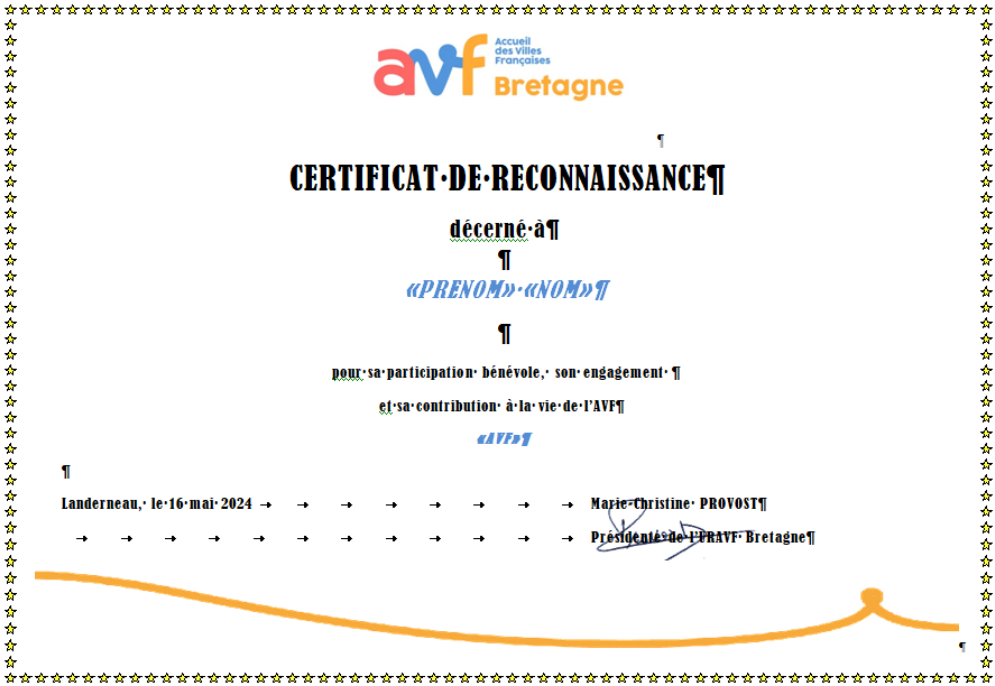 avf Accueil
des Villes
Françaises
Bretagne
¶
CERTIFICAT·DE·RECONNAISSANCE¶
décerné·à¶
¶
«PRENOM»·«NOM»¶
¶
pour·sa·participation·bénévole,·son·engagement·¶
et·sa·contribution·à·la·vie·de·l’AVF¶
«AVF»¶
¶
Landerneau,·le·16·mai·2024 → → → → → → → → Marie-Christine·PROVOST¶
→ → → → → → → → → → → → Présidente·de·l’URAVF·Bretagne¶
¶